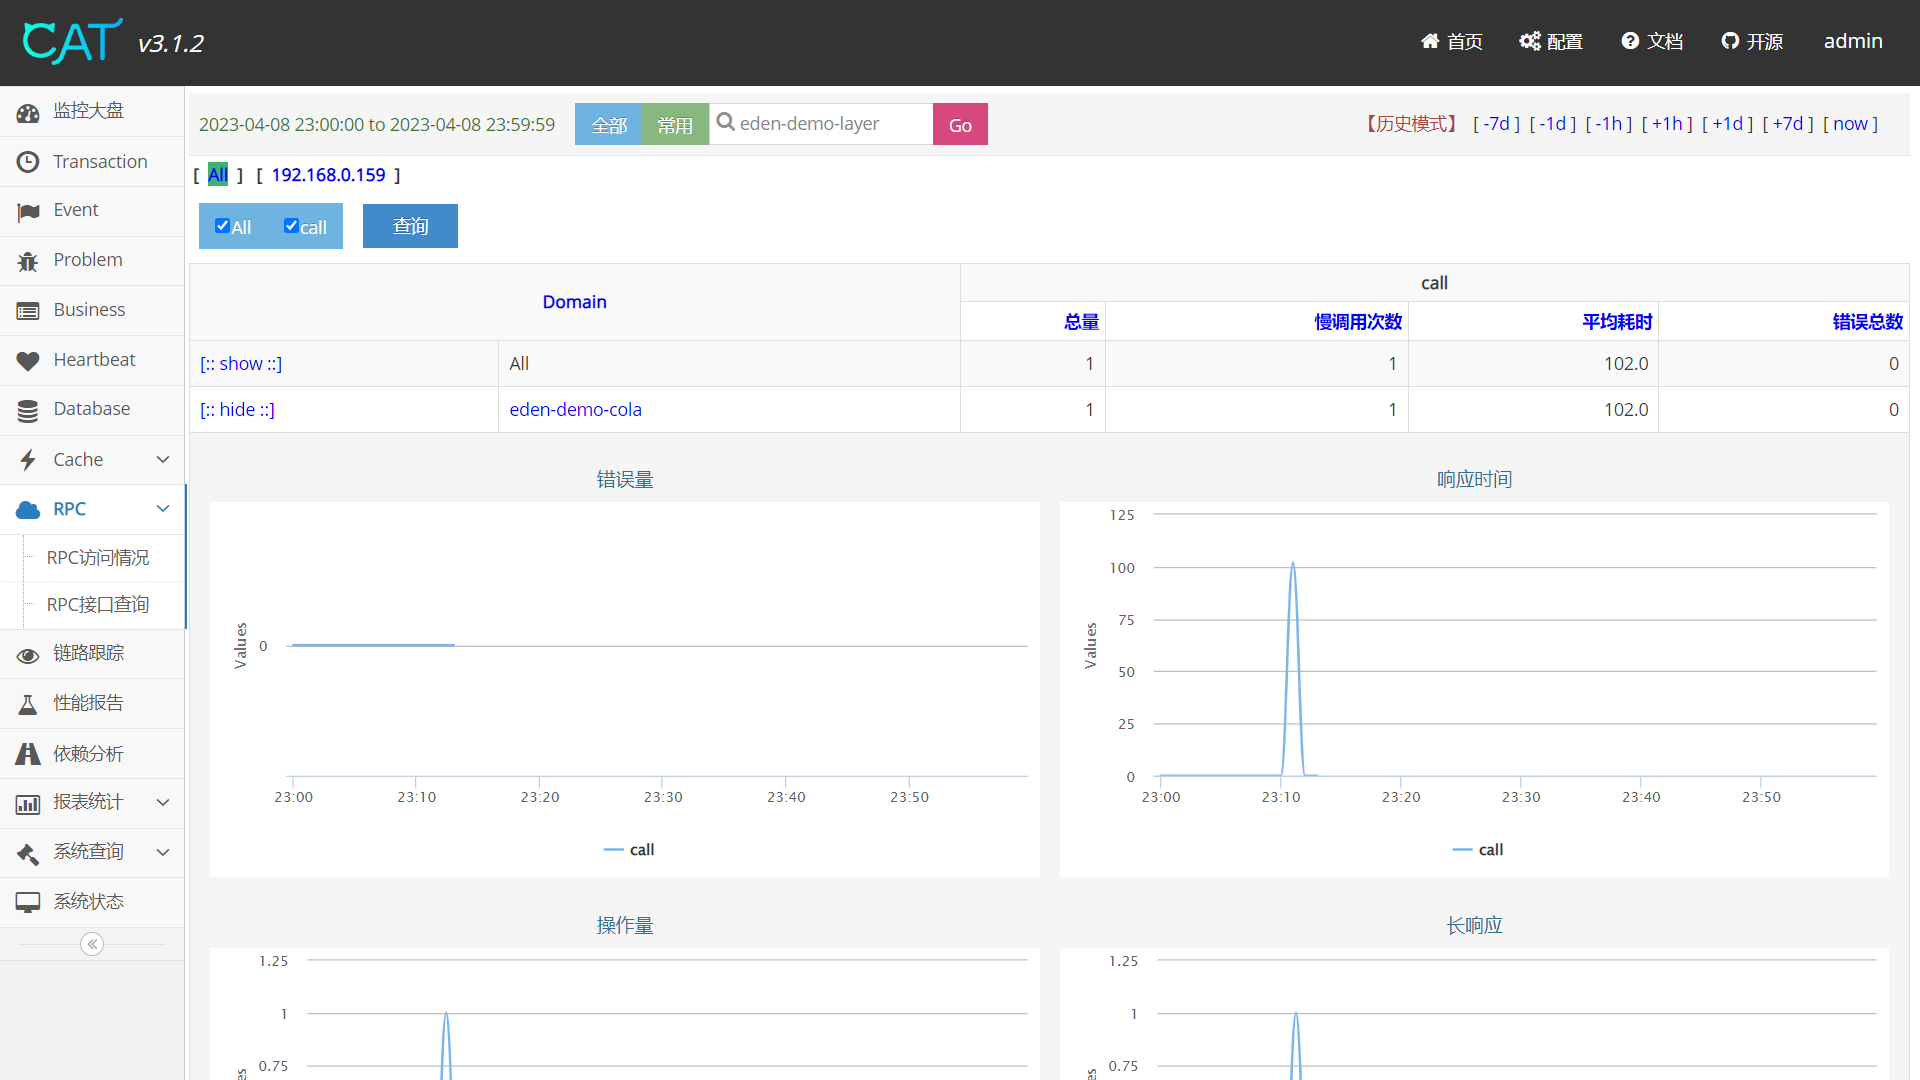 CAT v3.1.2
首页 配置 文档 开源 admin
监控大盘
Transaction
Event
Problem
Business
Heartbeat
Database
Cache
RPC
RPC访问情况
RPC接口查询
链路跟踪
性能报告
依赖分析
报表统计
系统查询
系统状态
2023-04-08 23:00:00 to 2023-04-08 23:59:59 全部 常用 eden-demo-layer Go 【历史模式】 [ -7d ] [ -1d ] [ -1h ] [ +1h ] [ +1d ] [ +7d ] [ now ]
[ All ] [ 192.168.0.159 ]
All call 查询
Domain call
总量 慢调用次数 平均耗时 错误总数
[:: show ::] All 1 1 102.0 0
[:: hide ::] eden-demo-cola 1 1 102.0 0
错误量
Values
0
23:00 23:10 23:20 23:30 23:40 23:50
call
响应时间
Values
125
100
75
50
25
0
23:00 23:10 23:20 23:30 23:40 23:50
call
操作量
1.25
1
0.75
长响应
1.25
1
0.75